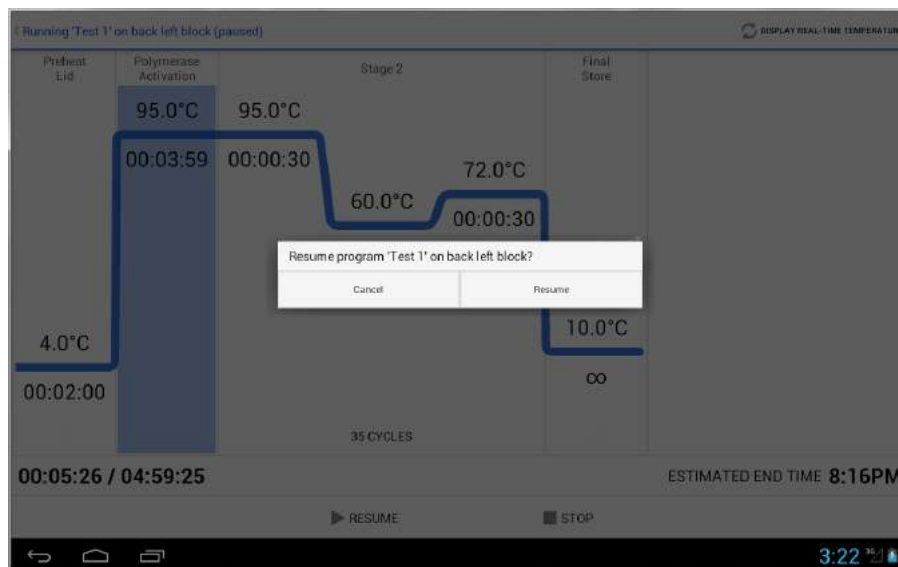 Running 'Test 1' on back left block (paused)
DISPLAY REAL-TIME TEMPERATUR
Preheat
Lid
Polymerase
Activation
Stage 2
Final
Store
95.0°C
95.0°C
00:03:59
00:00:30
72.0°C
60.0°C
00:00:30
Resume program 'Test 1' on back left block?
Cancel
Resume
4.0°C
10.0°C
00:02:00
∞
35 CYCLES
00:05:26 / 04:59:25
ESTIMATED END TIME 8:16PM
RESUME
STOP
3:22